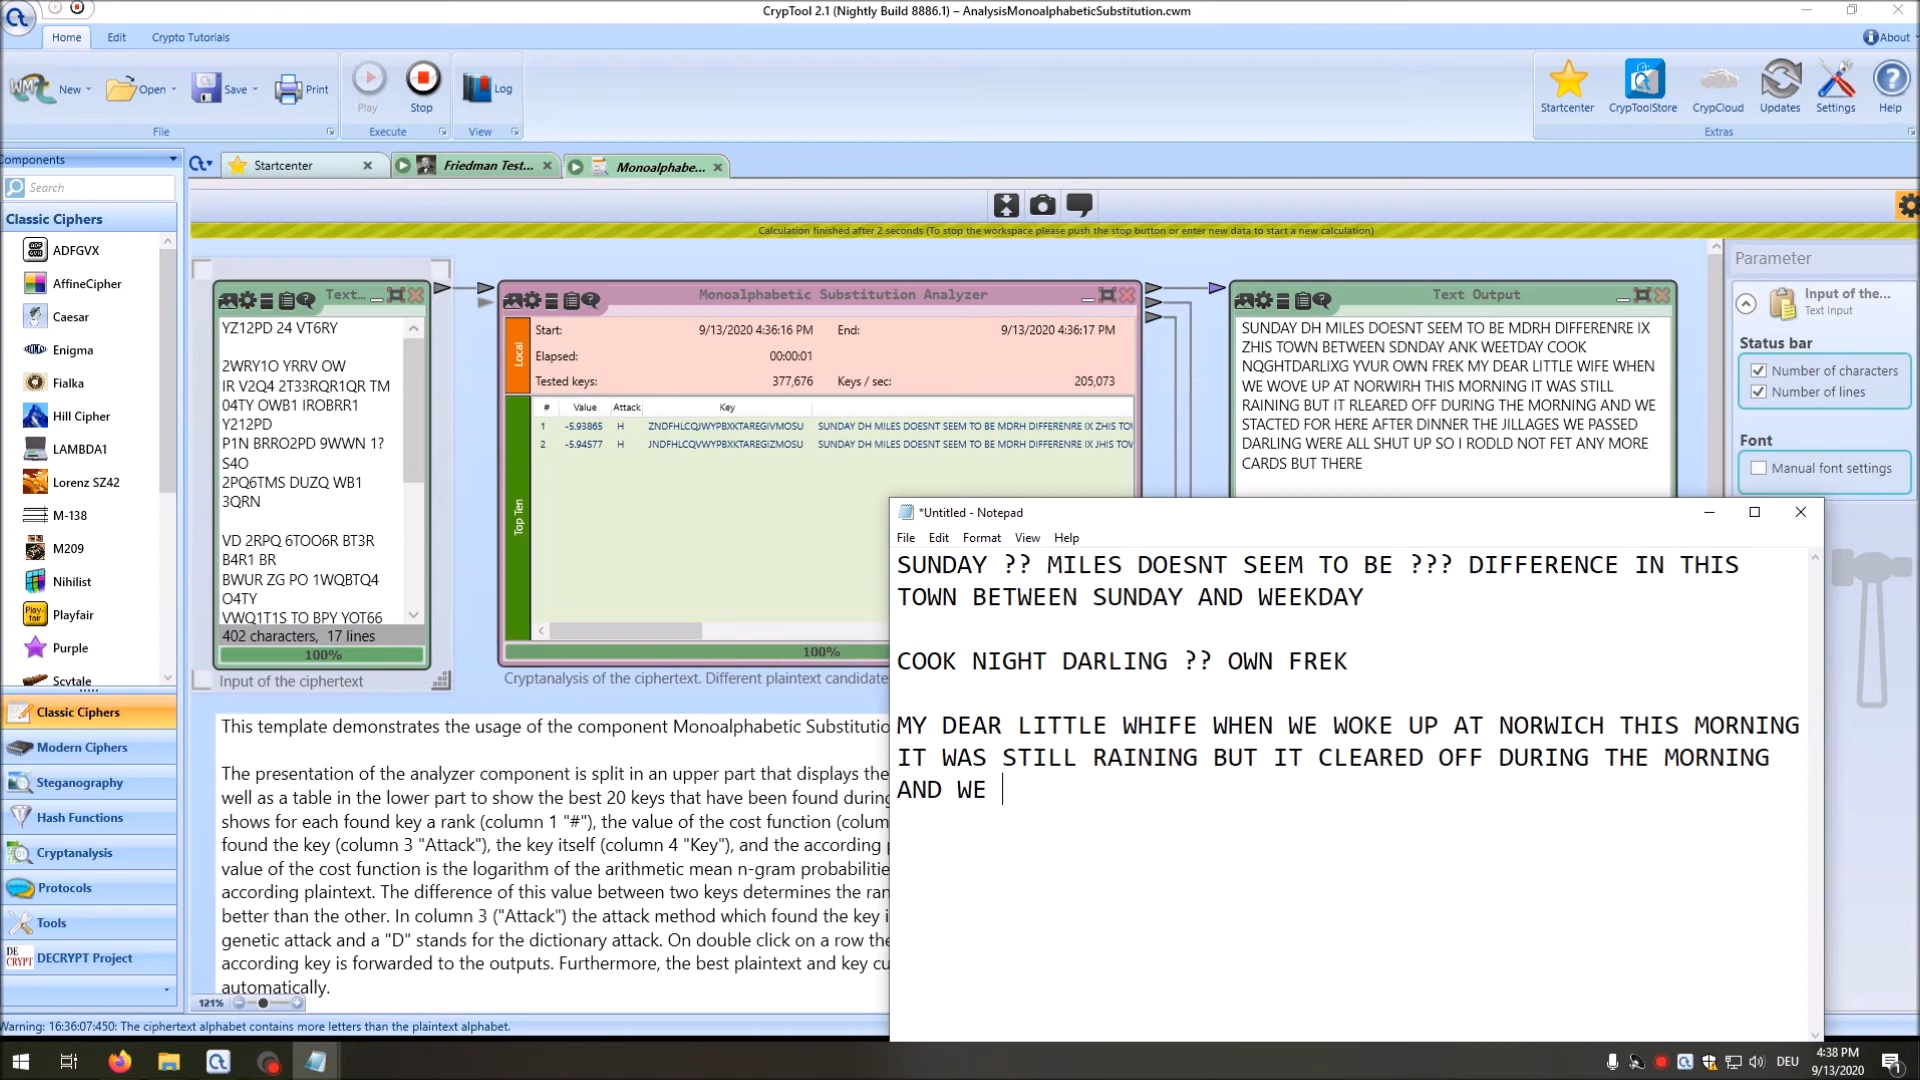 CrypTool 2.1 (Nightly Build 8886.1) – AnalysisMonoalphabeticSubstitution.cwm
Home Edit Crypto Tutorials About
New Open Save Print Play Stop Log Startcenter CrypToolStore CrypCloud Updates Settings Help
File Execute View Extras
Components
Startcenter Friedman Test... Monoalphabe...
Search
Classic Ciphers
Calculation finished after 2 seconds (To stop the workspace please push the stop button or enter new data to start a new calculation)
ADFGVX
AffineCipher
Caesar
Enigma
Fialka
Hill Cipher
LAMBDA1
Lorenz SZ42
M-138
M209
Nihilist
Playfair
Purple
Scytale
Classic Ciphers
Modern Ciphers
Steganography
Hash Functions
Cryptanalysis
Protocols
Tools
DECRYPT Project
Text...
YZ12PD 24 VT6RY
2WRY1O YRRV OW
IR V2Q4 2T33RQR1QR TM
04TY OWB1 IROBRR1
Y212PD
P1N BRRO2PD 9WWN 1?
S4O
2PQ6TMS DUZQ WB1
3QRN
VD 2RPQ 6TOO6R BT3R
B4R1 BR
BWUR ZG PO 1WQBTQ4
O4TY
VWQ1T1S TO BPY YOT66
402 characters, 17 lines
100%
Input of the ciphertext
Monoalphabetic Substitution Analyzer
Local
Start: 9/13/2020 4:36:16 PM End: 9/13/2020 4:36:17 PM
Elapsed: 00:00:01
Tested keys: 377,676 Keys / sec: 205,073
Top Ten
# Value Attack Key
1 -5.93865 H ZNDFHLCQJWYPBXKTAREGIVMOSU SUNDAY DH MILES DOESNT SEEM TO BE MDRH DIFFERENRE IX ZHIS TOW
2 -5.94577 H JNDFHLCQVWYPBXKTAREGIZMOSU SUNDAY DH MILES DOESNT SEEM TO BE MDRH DIFFERENRE IX JHIS TOW
100%
Cryptanalysis of the ciphertext. Different plaintext candidate
Text Output
SUNDAY DH MILES DOESNT SEEM TO BE MDRH DIFFERENRE IX
ZHIS TOWN BETWEEN SDNDAY ANK WEETDAY COOK
NQGHTDARLIXG YVUR OWN FREK MY DEAR LITTLE WIFE WHEN
WE WOVE UP AT NORWIRH THIS MORNING IT WAS STILL
RAINING BUT IT RLEARED OFF DURING THE MORNING AND WE
STACTED FOR HERE AFTER DINNER THE JILLAGES WE PASSED
DARLING WERE ALL SHUT UP SO I RODLD NOT FET ANY MORE
CARDS BUT THERE
Parameter
Input of the...
Text Input
Status bar
Number of characters
Number of lines
Font
Manual font settings
This template demonstrates the usage of the component Monoalphabetic Substitutio
The presentation of the analyzer component is split in an upper part that displays the
well as a table in the lower part to show the best 20 keys that have been found during
shows for each found key a rank (column 1 "#"), the value of the cost function (colum
found the key (column 3 "Attack"), the key itself (column 4 "Key"), and the according p
value of the cost function is the logarithm of the arithmetic mean n-gram probabilities
according plaintext. The difference of this value between two keys determines the ran
better than the other. In column 3 ("Attack") the attack method which found the key i
genetic attack and a "D" stands for the dictionary attack. On double click on a row the
according key is forwarded to the outputs. Furthermore, the best plaintext and key cu
automatically.
121%
*Untitled - Notepad
File Edit Format View Help
SUNDAY ?? MILES DOESNT SEEM TO BE ??? DIFFERENCE IN THIS
TOWN BETWEEN SUNDAY AND WEEKDAY
COOK NIGHT DARLING ?? OWN FREK
MY DEAR LITTLE WHIFE WHEN WE WOKE UP AT NORWICH THIS MORNING
IT WAS STILL RAINING BUT IT CLEARED OFF DURING THE MORNING
AND WE
Warning: 16:36:07:450: The ciphertext alphabet contains more letters than the plaintext alphabet.
DEU 4:38 PM
9/13/2020